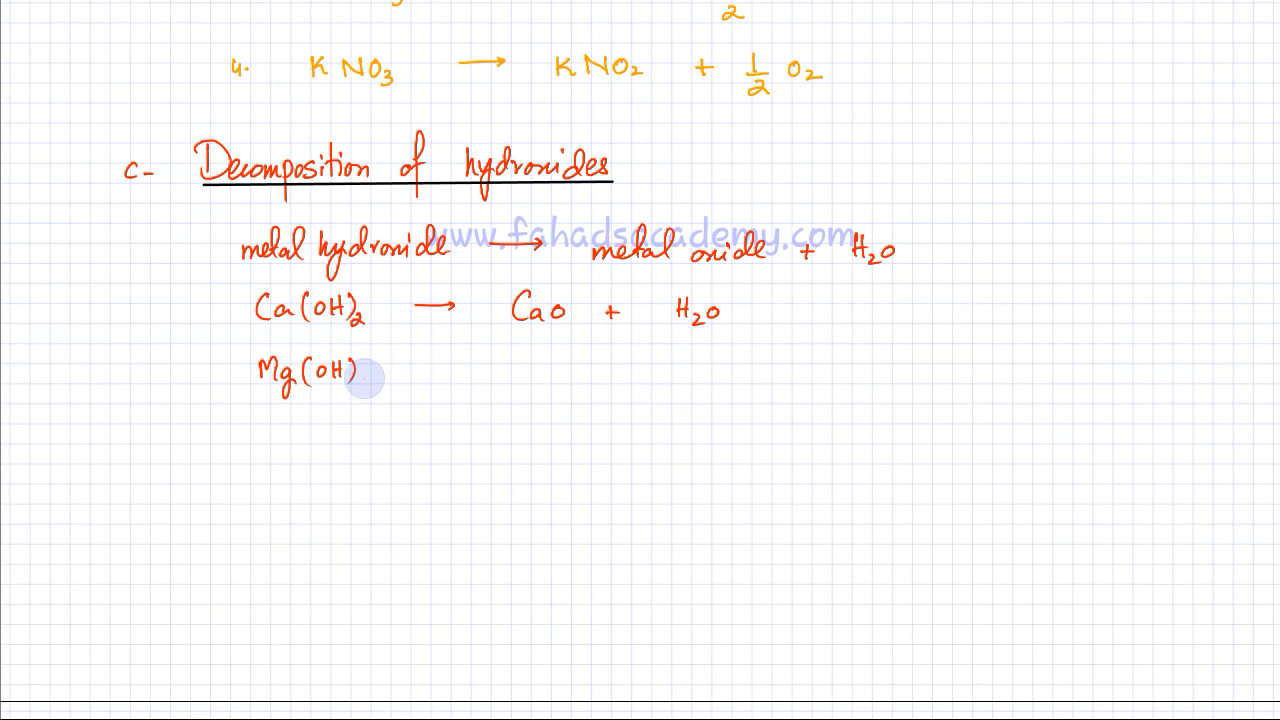 2
4. KNO₃ ⟶ KNO₂ + 1/2 O₂
C- Decomposition of hydroxides
www.fahadsacademy.com
metal hydroxide ⟶ metal oxide + H₂O
Ca(OH)₂ ⟶ CaO + H₂O
Mg(OH)